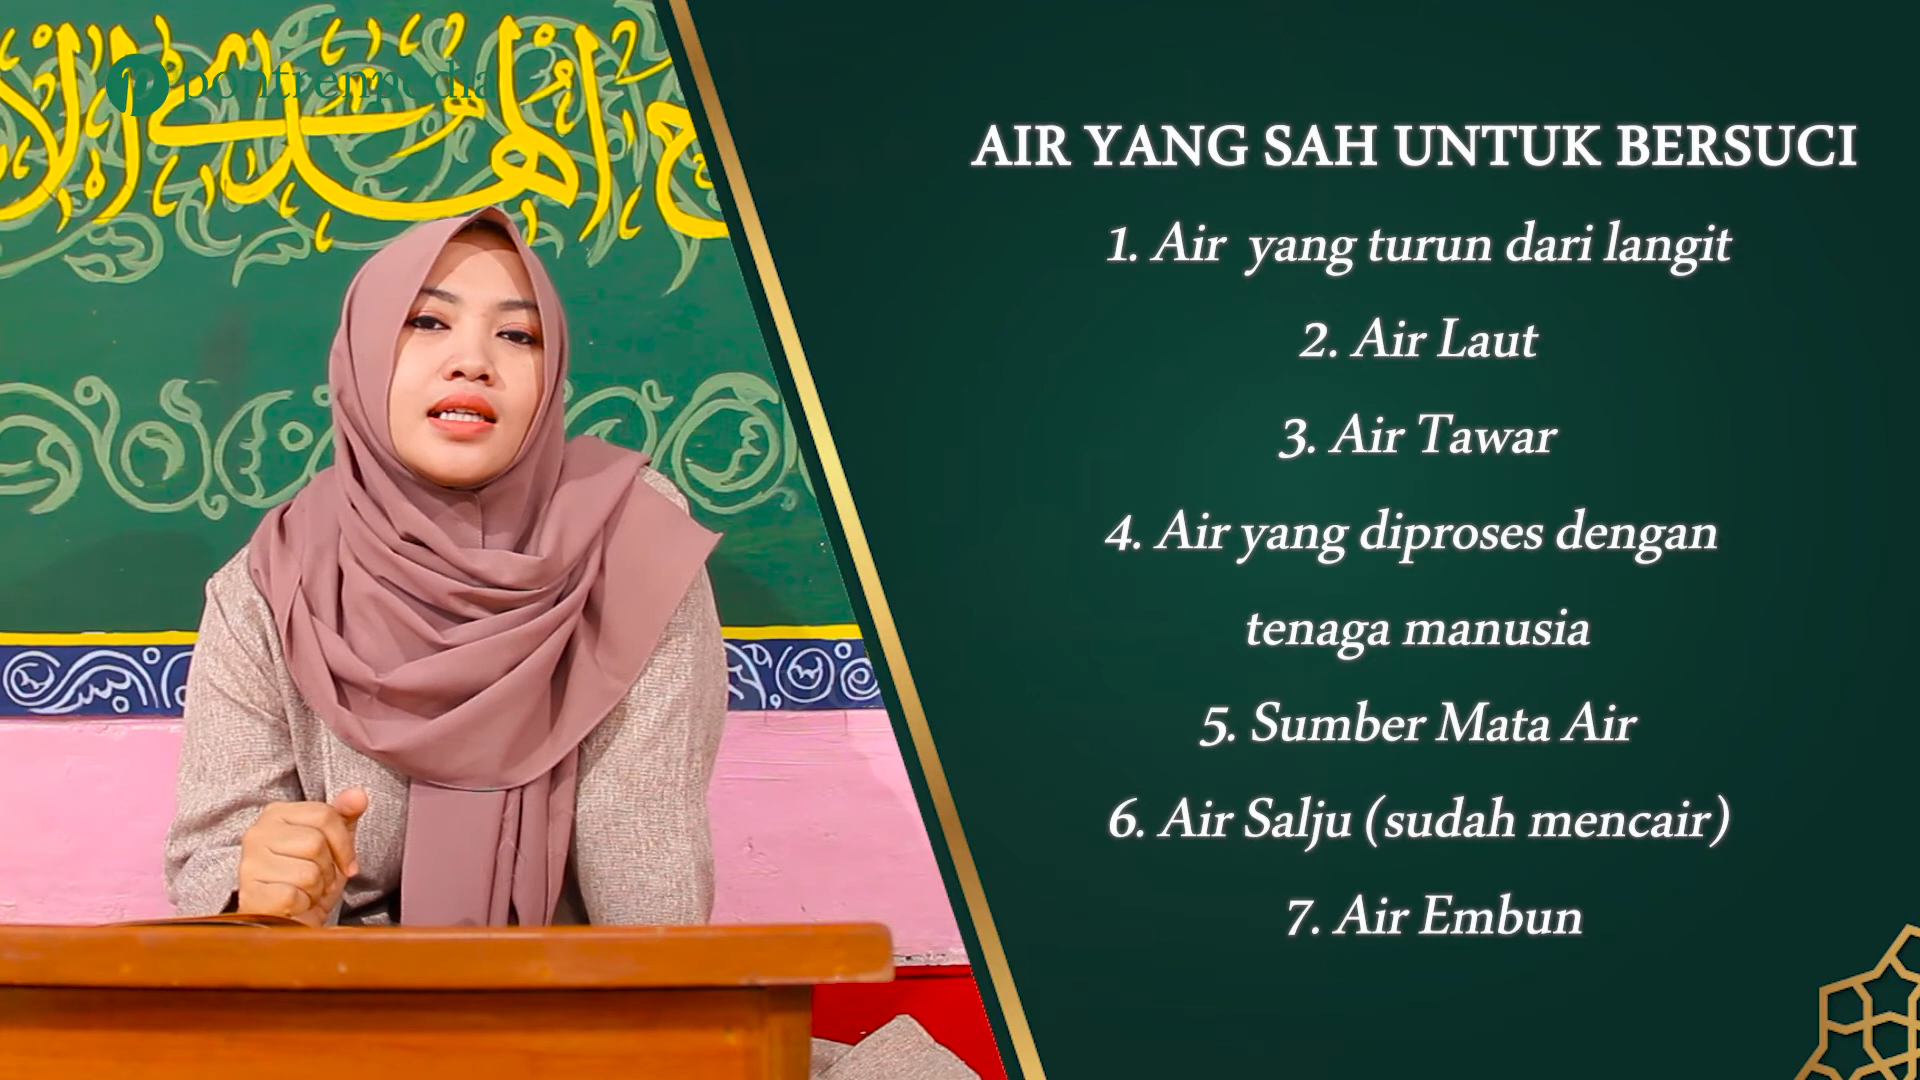 pontrenpedia
AIR YANG SAH UNTUK BERSUCI
1. Air yang turun dari langit
2. Air Laut
3. Air Tawar
4. Air yang diproses dengan
tenaga manusia
5. Sumber Mata Air
6. Air Salju (sudah mencair)
7. Air Embun